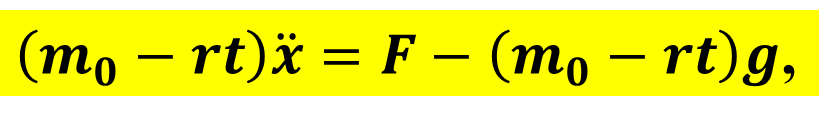 (m₀ − rt)ẍ = F − (m₀ − rt)g,